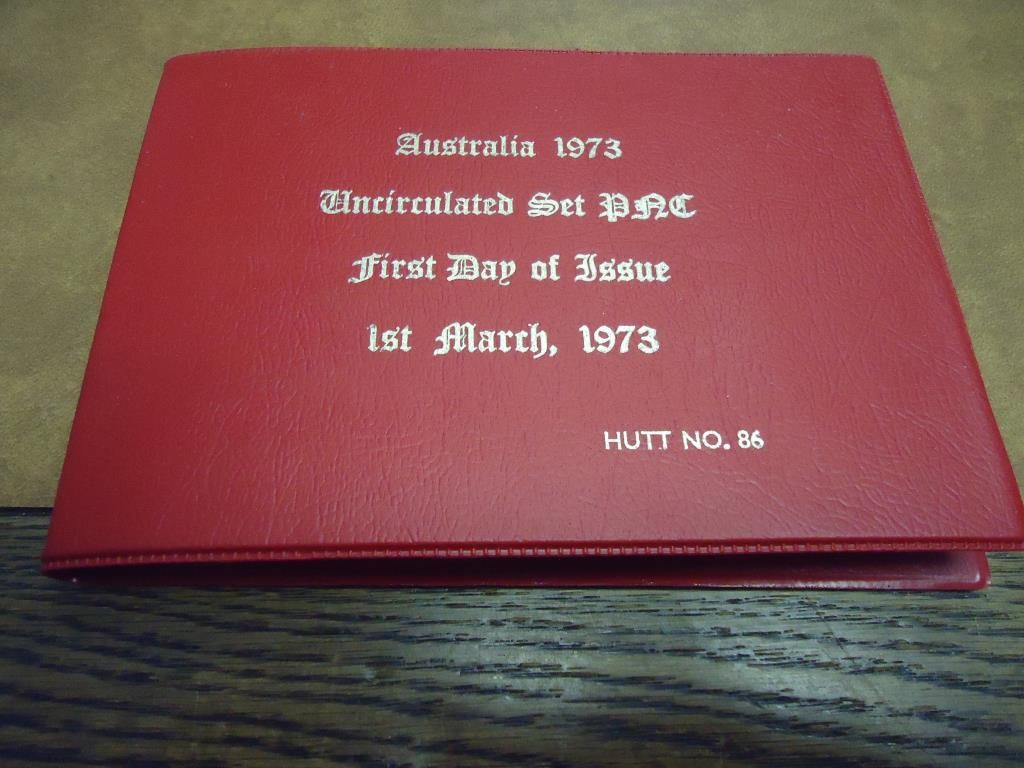 Australia 1973
Uncirculated Set PNC
First Day of Issue
1st March, 1973
HUTT NO. 86